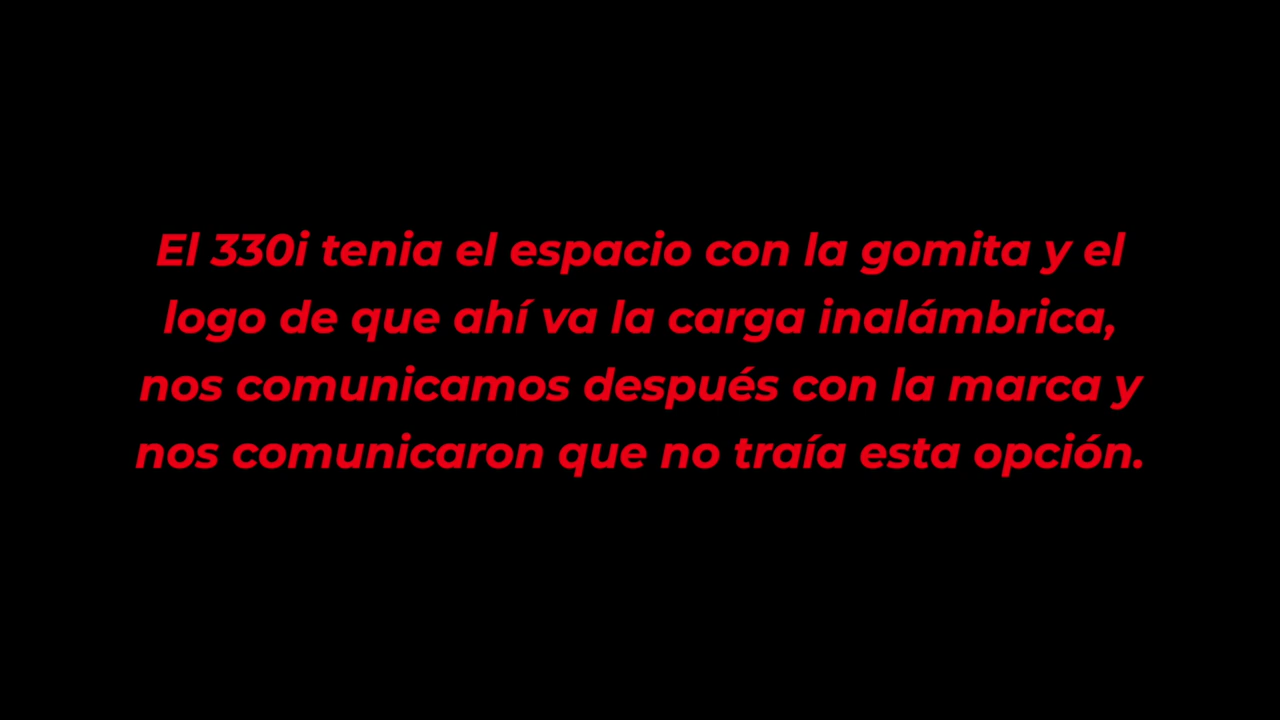 El 330i tenia el espacio con la gomita y el
logo de que ahí va la carga inalámbrica,
nos comunicamos después con la marca y
nos comunicaron que no traía esta opción.